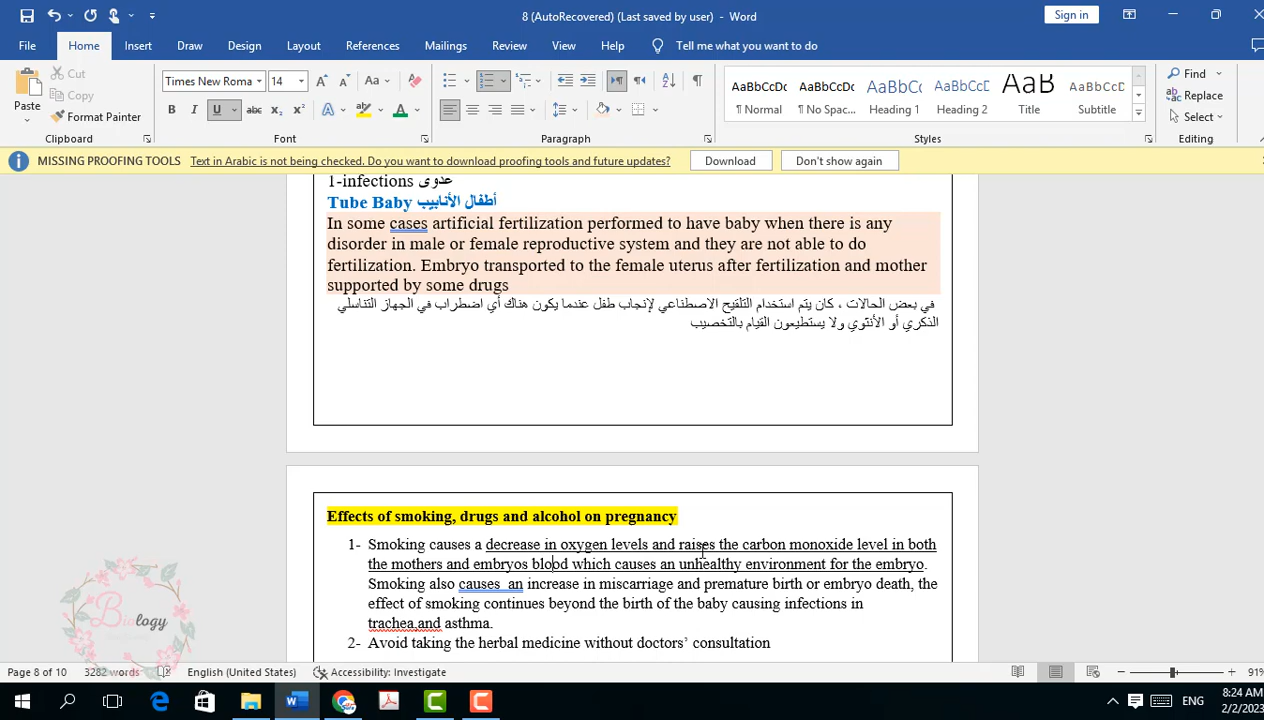 8 (AutoRecovered) (Last saved by user) - Word
Sign in
File Home Insert Draw Design Layout References Mailings Review View Help Tell me what you want to do
Paste
Cut
Copy
Format Painter
Times New Roma 14
Aa
B I U abc x₂ x²
¶
AaBbCcDc AaBbCcDc AaBbCc AaBbCcD AaB AaBbCcD
¶ Normal ¶ No Spac... Heading 1 Heading 2 Title Subtitle
Find
Replace
Select
Clipboard Font Paragraph Styles Editing
MISSING PROOFING TOOLS Text in Arabic is not being checked. Do you want to download proofing tools and future updates? Download Don't show again
1-infections عدوى
Tube Baby أطفال الأنابيب
In some cases artificial fertilization performed to have baby when there is any
disorder in male or female reproductive system and they are not able to do
fertilization. Embryo transported to the female uterus after fertilization and mother
supported by some drugs
في بعض الحالات ، كان يتم استخدام التلقيح الاصطناعي لإنجاب طفل عندما يكون هناك أي اضطراب في الجهاز التناسلي
الذكري أو الأنثوي ولا يستطيعون القيام بالتخصيب
Effects of smoking, drugs and alcohol on pregnancy
1- Smoking causes a decrease in oxygen levels and raises the carbon monoxide level in both
the mothers and embryos blood which causes an unhealthy environment for the embryo.
Smoking also causes an increase in miscarriage and premature birth or embryo death, the
effect of smoking continues beyond the birth of the baby causing infections in
trachea,and asthma.
2- Avoid taking the herbal medicine without doctors' consultation
Biology
Page 8 of 10 3282 words English (United States) Accessibility: Investigate 91%
ENG
8:24 AM
2/2/2023